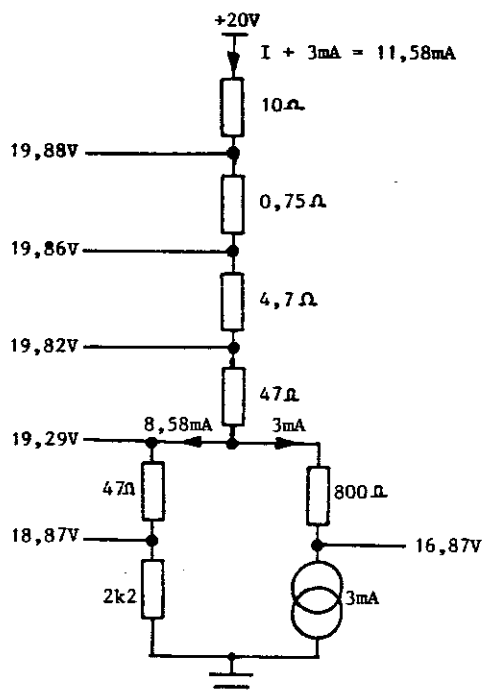 +20V
I + 3mA = 11,58mA
10Ω
19,88V
0,75Ω
19,86V
4,7Ω
19,82V
47Ω
8,58mA 3mA
19,29V
47Ω
800Ω
18,87V
16,87V
2k2
3mA